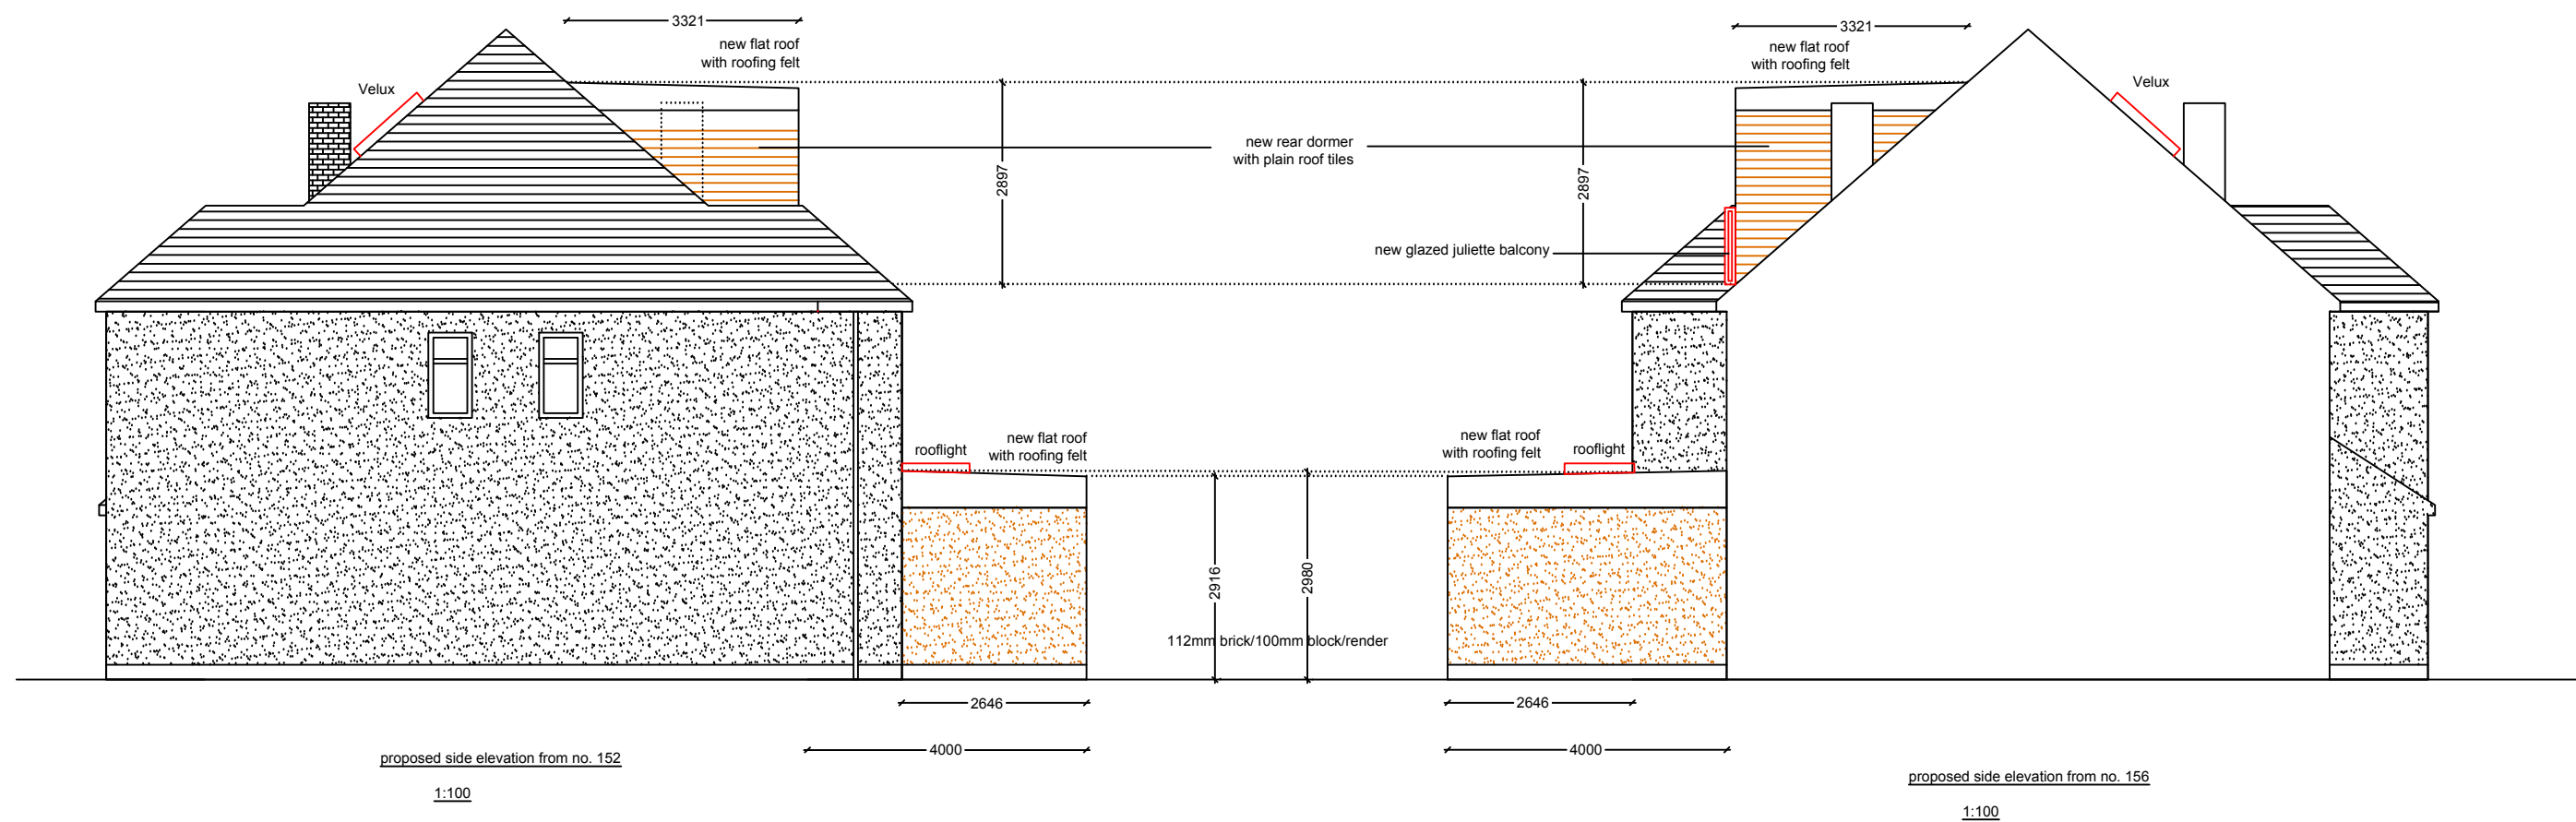 3321
new flat roof
with roofing felt
Velux
3321
new flat roof
with roofing felt
Velux
new rear dormer
with plain roof tiles
2897
2897
new glazed juliette balcony
rooflight
new flat roof
with roofing felt
new flat roof
with roofing felt
rooflight
2916
2980
112mm brick/100mm block/render
2646
2646
4000
4000
proposed side elevation from no. 152
1:100
proposed side elevation from no. 156
1:100